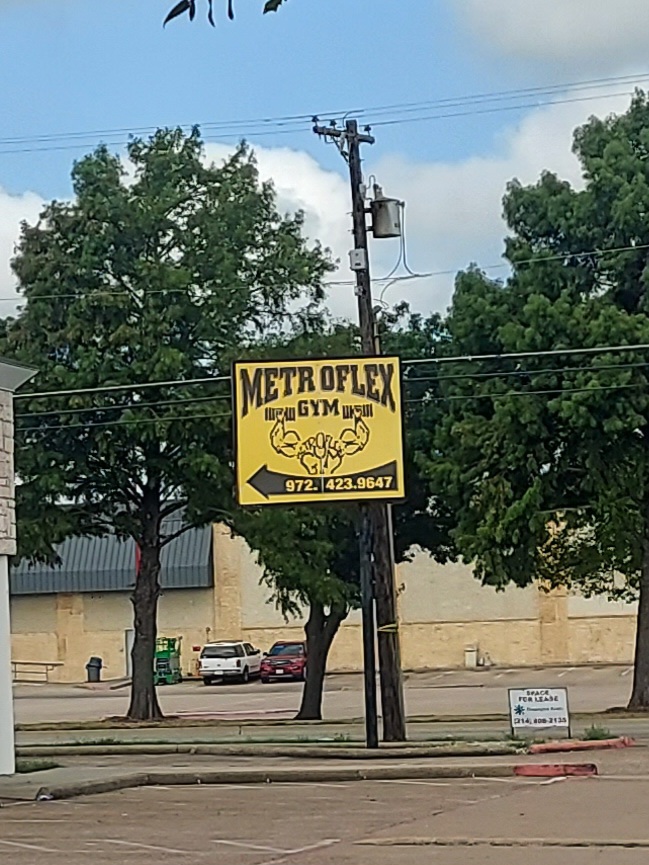 METROFLEX
GYM
972. 423.9647
SPACE
FOR LEASE
(214) 808-2135